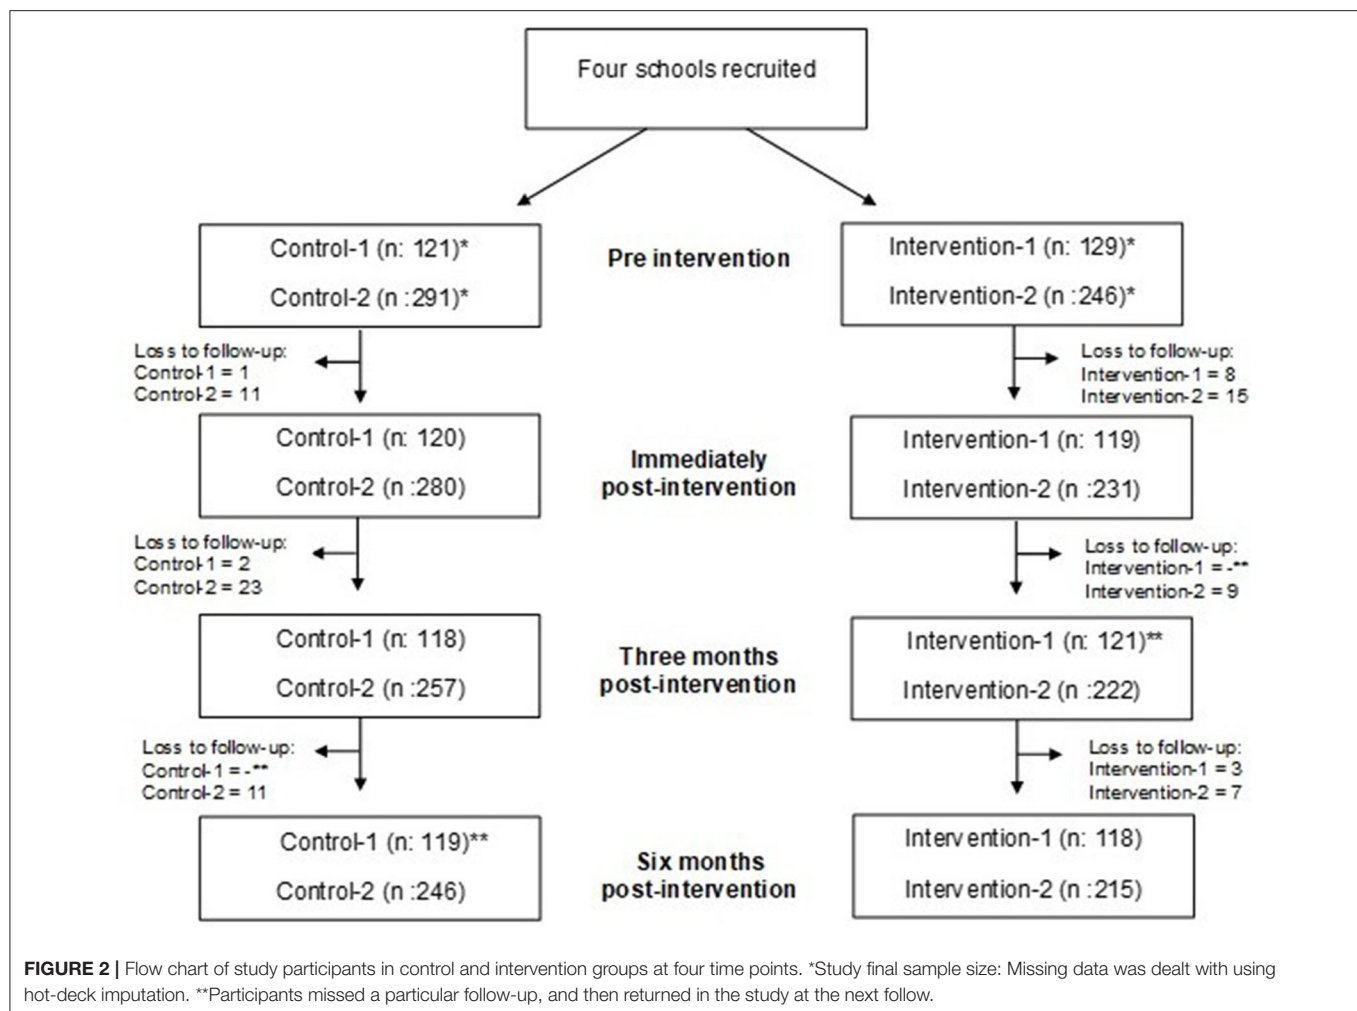 Four schools recruited
Control-1 (n: 121)*
Control-2 (n :291)*
Pre intervention
Intervention-1 (n: 129)*
Intervention-2 (n :246)*
Loss to follow-up:
Control-1 = 1
Control-2 = 11
Loss to follow-up:
Intervention-1 = 8
Intervention-2 = 15
Control-1 (n: 120)
Control-2 (n :280)
Immediately
post-intervention
Intervention-1 (n: 119)
Intervention-2 (n :231)
Loss to follow-up:
Control-1 = 2
Control-2 = 23
Loss to follow-up:
Intervention-1 = -**
Intervention-2 = 9
Control-1 (n: 118)
Control-2 (n :257)
Three months
post-intervention
Intervention-1 (n: 121)**
Intervention-2 (n :222)
Loss to follow-up:
Control-1 = -**
Control-2 = 11
Loss to follow-up:
Intervention-1 = 3
Intervention-2 = 7
Control-1 (n: 119)**
Control-2 (n :246)
Six months
post-intervention
Intervention-1 (n: 118)
Intervention-2 (n :215)
FIGURE 2 | Flow chart of study participants in control and intervention groups at four time points. *Study final sample size: Missing data was dealt with using
hot-deck imputation. **Participants missed a particular follow-up, and then returned in the study at the next follow.